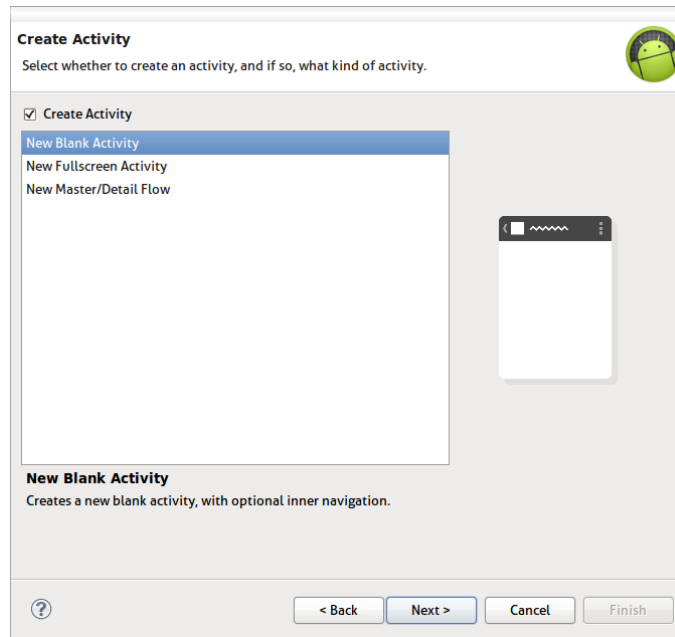 Create Activity
Select whether to create an activity, and if so, what kind of activity.
Create Activity
New Blank Activity
New Fullscreen Activity
New Master/Detail Flow
New Blank Activity
Creates a new blank activity, with optional inner navigation.
? < Back Next > Cancel Finish